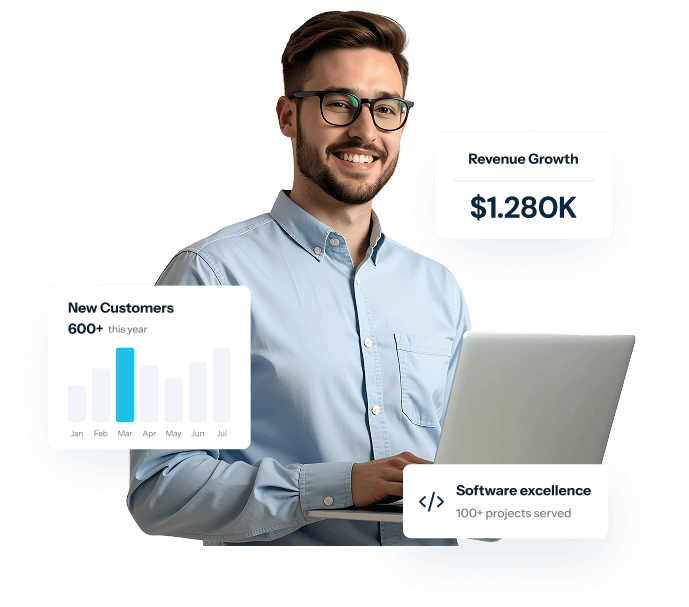 Revenue Growth
$1.280K
New Customers
600+ this year
Jan Feb Mar Apr May Jun Jul
</>
Software excellence
100+ projects served